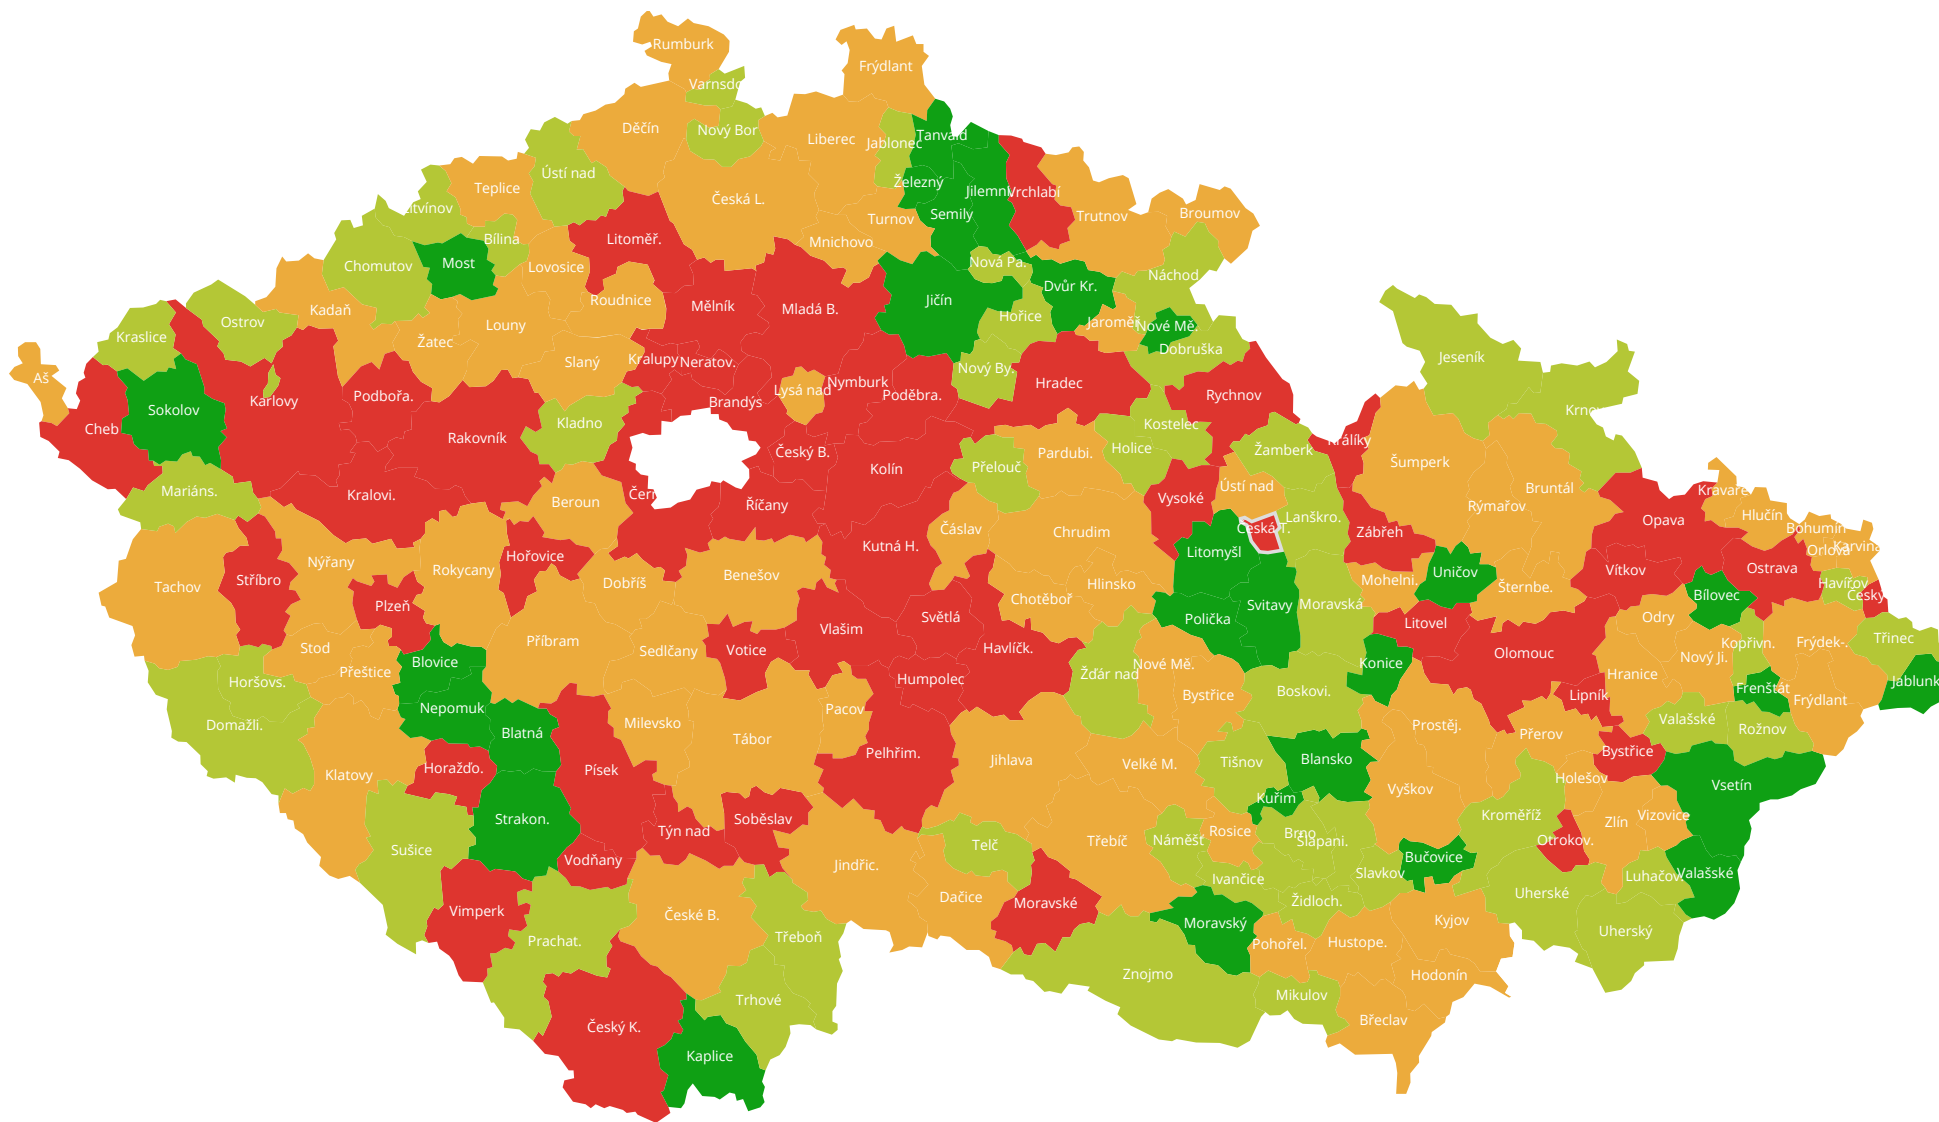 Rumburk
Frýdlant
Varnsdo
Děčín
Nový Bor
Liberec
Jablonec
Tanvald
Ústí nad
Teplice
Železný
Jilemni
Vrchlabí
Česká L.
Litvínov
Semily
Turnov
Trutnov
Broumov
Bílina
Litoměř.
Mnichovo
Most
Chomutov
Lovosice
Nová Pa.
Náchod
Dvůr Kr.
Roudnice
Jičín
Mělník
Mladá B.
Kadaň
Ostrov
Louny
Hořice
Jaroměř
Nové Mě.
Kraslice
Žatec
Dobruška
Jeseník
Slaný
Kralupy
Neratov.
Nový By.
Aš
Nymburk
Hradec
Lysá nad
Poděbra.
Podbořa.
Rychnov
Karlovy
Brandýs
Sokolov
Krnov
Kladno
Kostelec
Cheb
Rakovník
Králíky
Holice
Žamberk
Český B.
Pardubi.
Šumperk
Kolín
Přelouč
Ústí nad
Bruntál
Mariáns.
Kralovi.
Kravaře
Vysoké
Beroun
Říčany
Rýmařov
Hlučín
Lanškro.
Opava
Bohumín
Česká T.
Čáslav
Chrudim
Zábřeh
Kutná H.
Karviná
Orlová
Litomyšl
Hořovice
Nýřany
Rokycany
Vítkov
Ostrava
Uničov
Benešov
Stříbro
Mohelni.
Dobříš
Hlinsko
Havířov
Tachov
Šternbe.
Český
Bílovec
Chotěboř
Moravská
Svitavy
Plzeň
Světlá
Odry
Polička
Litovel
Vlašim
Třinec
Příbram
Frýdek-.
Kopřivn.
Stod
Havlíčk.
Votice
Sedlčany
Olomouc
Nový Ji.
Blovice
Konice
Nové Mě.
Přeštice
Žďár nad
Hranice
Humpolec
Jablunk
Horšovs.
Frenštát
Boskovi.
Bystřice
Lipník
Frýdlant
Nepomuk
Pacov
Valašské
Milevsko
Domažli.
Prostěj.
Rožnov
Blatná
Přerov
Tábor
Bystřice
Pelhřim.
Blansko
Jihlava
Tišnov
Velké M.
Horažďo.
Písek
Klatovy
Holešov
Vsetín
Vyškov
Kuřim
Kroměříž
Vizovice
Strakon.
Soběslav
Zlín
Týn nad
Rosice
Brno
Otrokov.
Náměšť
Třebíč
Šlapani.
Telč
Sušice
Bučovice
Vodňany
Jindřic.
Slavkov
Valašské
Luhačov.
Ivančice
Uherské
Dačice
Židloch.
Moravské
Vimperk
České B.
Kyjov
Moravský
Uherský
Třeboň
Prachat.
Hustope.
Pohořel.
Znojmo
Hodonín
Mikulov
Trhové
Břeclav
Český K.
Kaplice